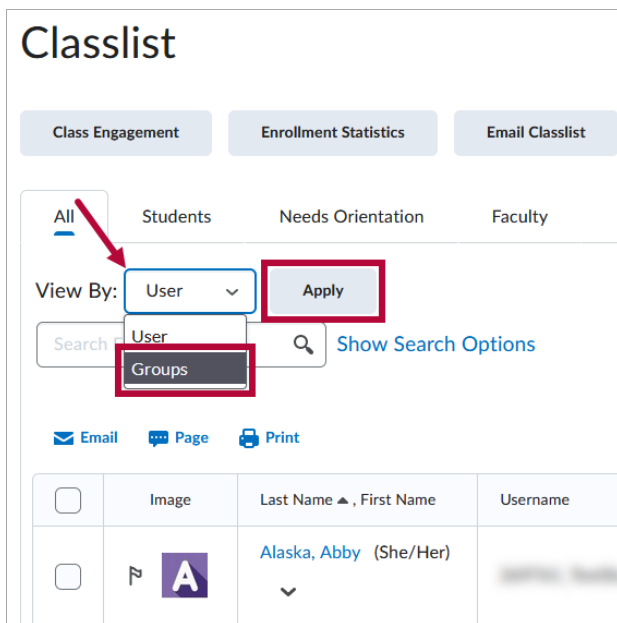 Classlist
Class Engagement Enrollment Statistics Email Classlist
All Students Needs Orientation Faculty
View By: User Apply
Search Show Search Options
User
Groups
Email Page Print
Image Last Name ▲ , First Name Username
A Alaska, Abby (She/Her)